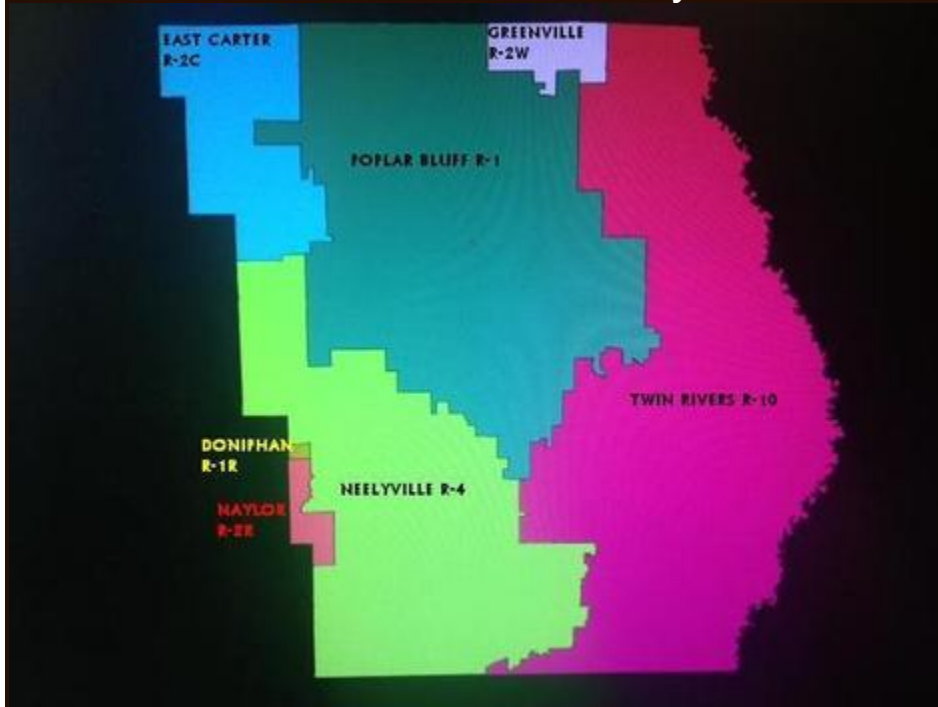 EAST CARTER
R-2C
GREENVILLE
R-2W
POPLAR BLUFF R-1
TWIN RIVERS R-10
DONIPHAN
R-1R
NEELYVILLE R-4
NAYLOR